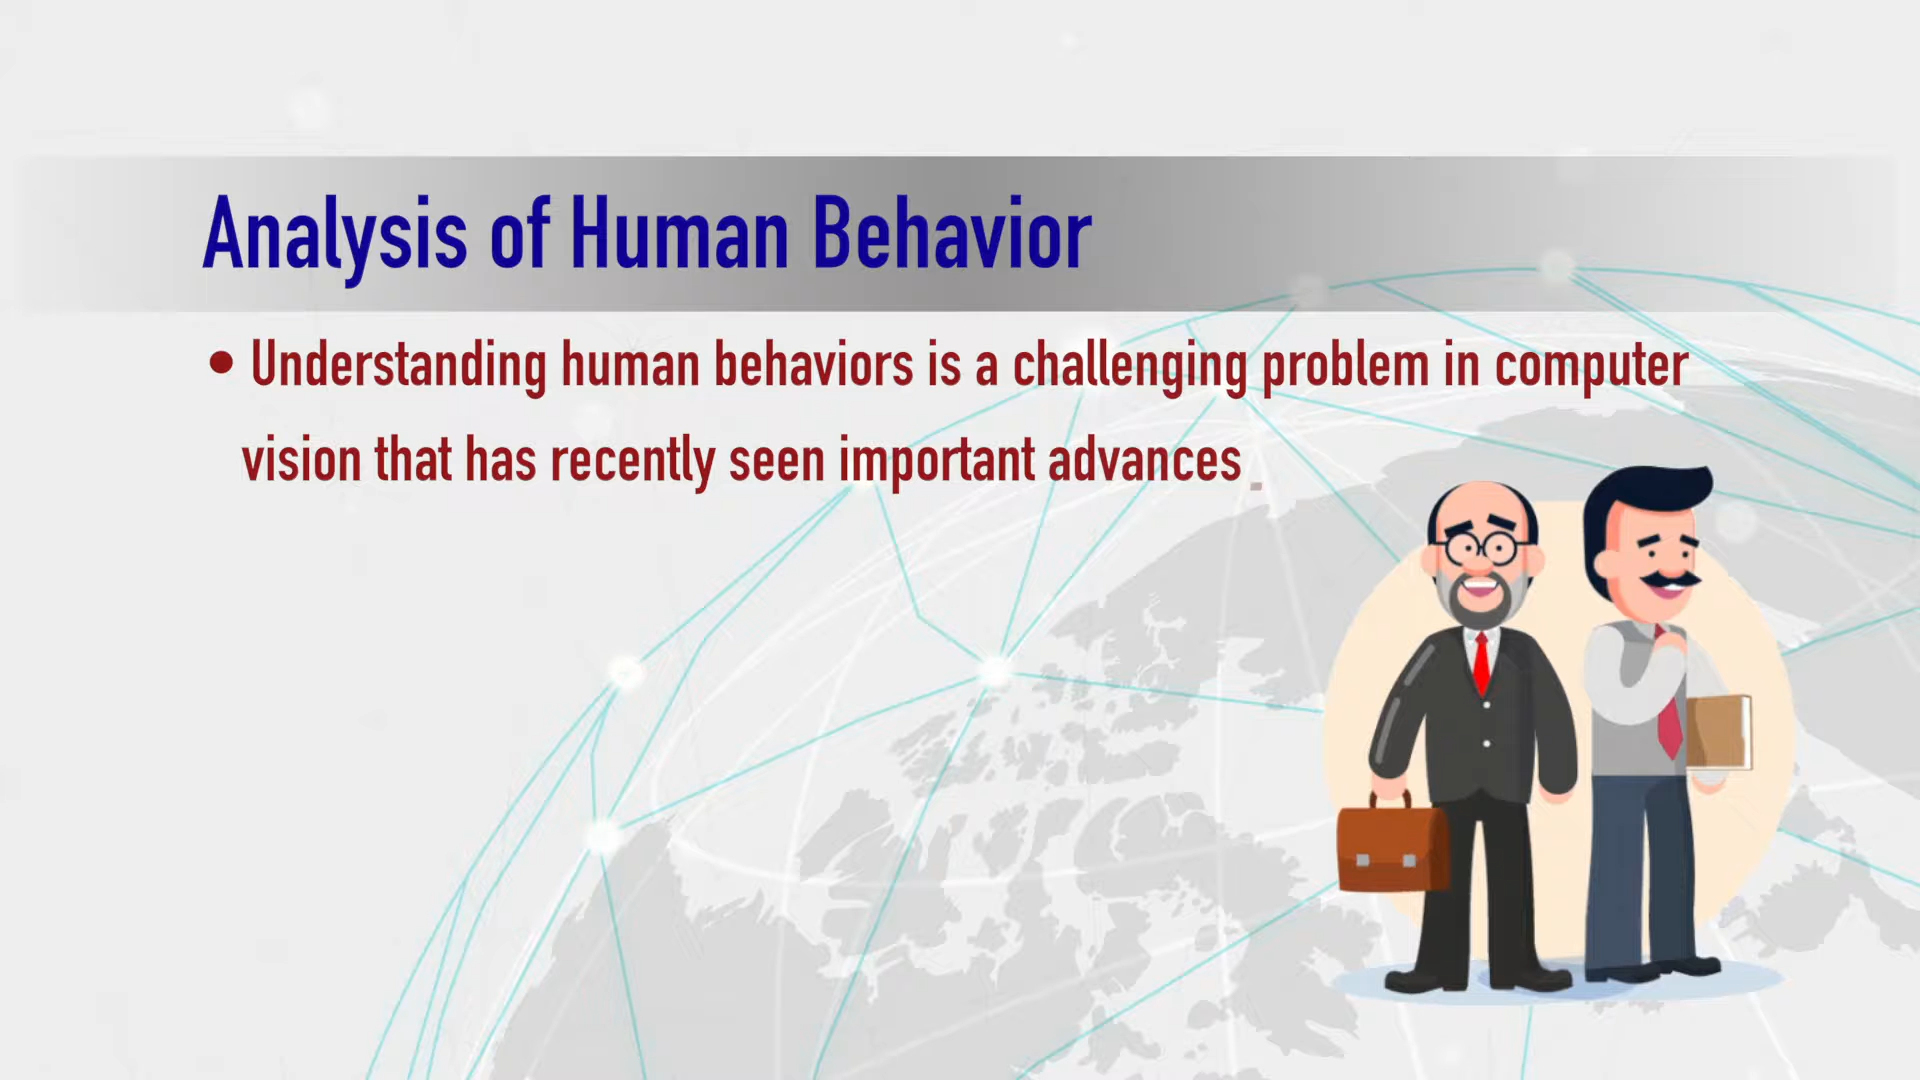 Analysis of Human Behavior
• Understanding human behaviors is a challenging problem in computer
vision that has recently seen important advances.